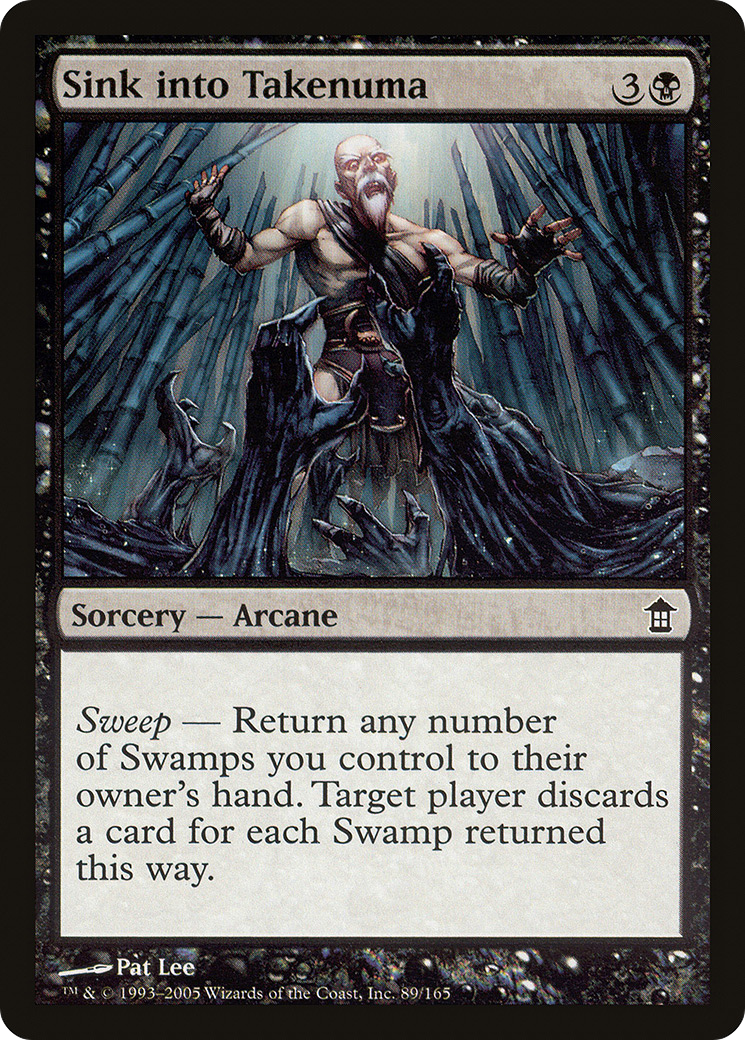 Sink into Takenuma 3
Sorcery — Arcane
Sweep — Return any number
of Swamps you control to their
owner's hand. Target player discards
a card for each Swamp returned
this way.
Pat Lee
™ & © 1993–2005 Wizards of the Coast, Inc. 89/165